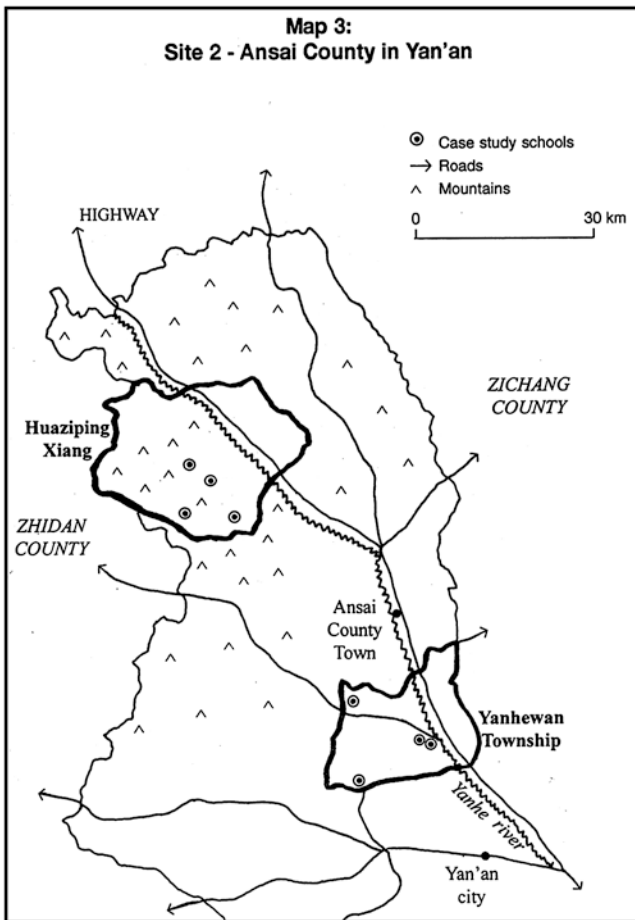 Map 3:
Site 2 - Ansai County in Yan'an
Case study schools
Roads
Mountains
0 30 km
HIGHWAY
ZICHANG
COUNTY
Huaziping
Xiang
ZHIDAN
COUNTY
Ansai
County
Town
Yanhewan
Township
Yanhe river
Yan'an
city